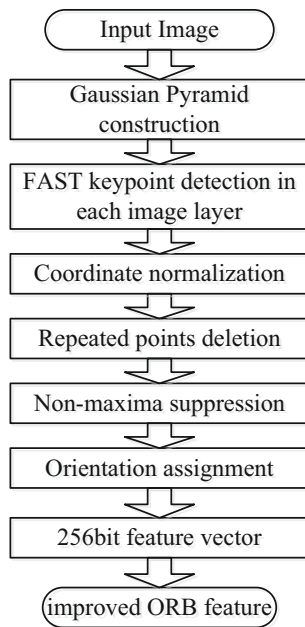 Input Image
Gaussian Pyramid
construction
FAST keypoint detection in
each image layer
Coordinate normalization
Repeated points deletion
Non-maxima suppression
Orientation assignment
256bit feature vector
improved ORB feature